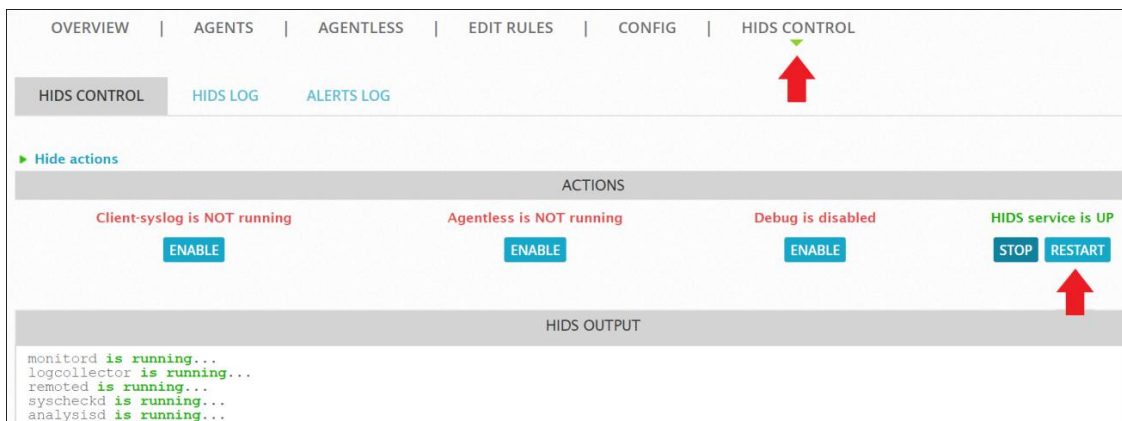 OVERVIEW | AGENTS | AGENTLESS | EDIT RULES | CONFIG | HIDS CONTROL
HIDS CONTROL HIDS LOG ALERTS LOG
Hide actions
ACTIONS
Client-syslog is NOT running Agentless is NOT running Debug is disabled HIDS service is UP
ENABLE ENABLE ENABLE STOP RESTART
HIDS OUTPUT
monitord is running...
logcollector is running...
remoted is running...
syscheckd is running...
analysisd is running...